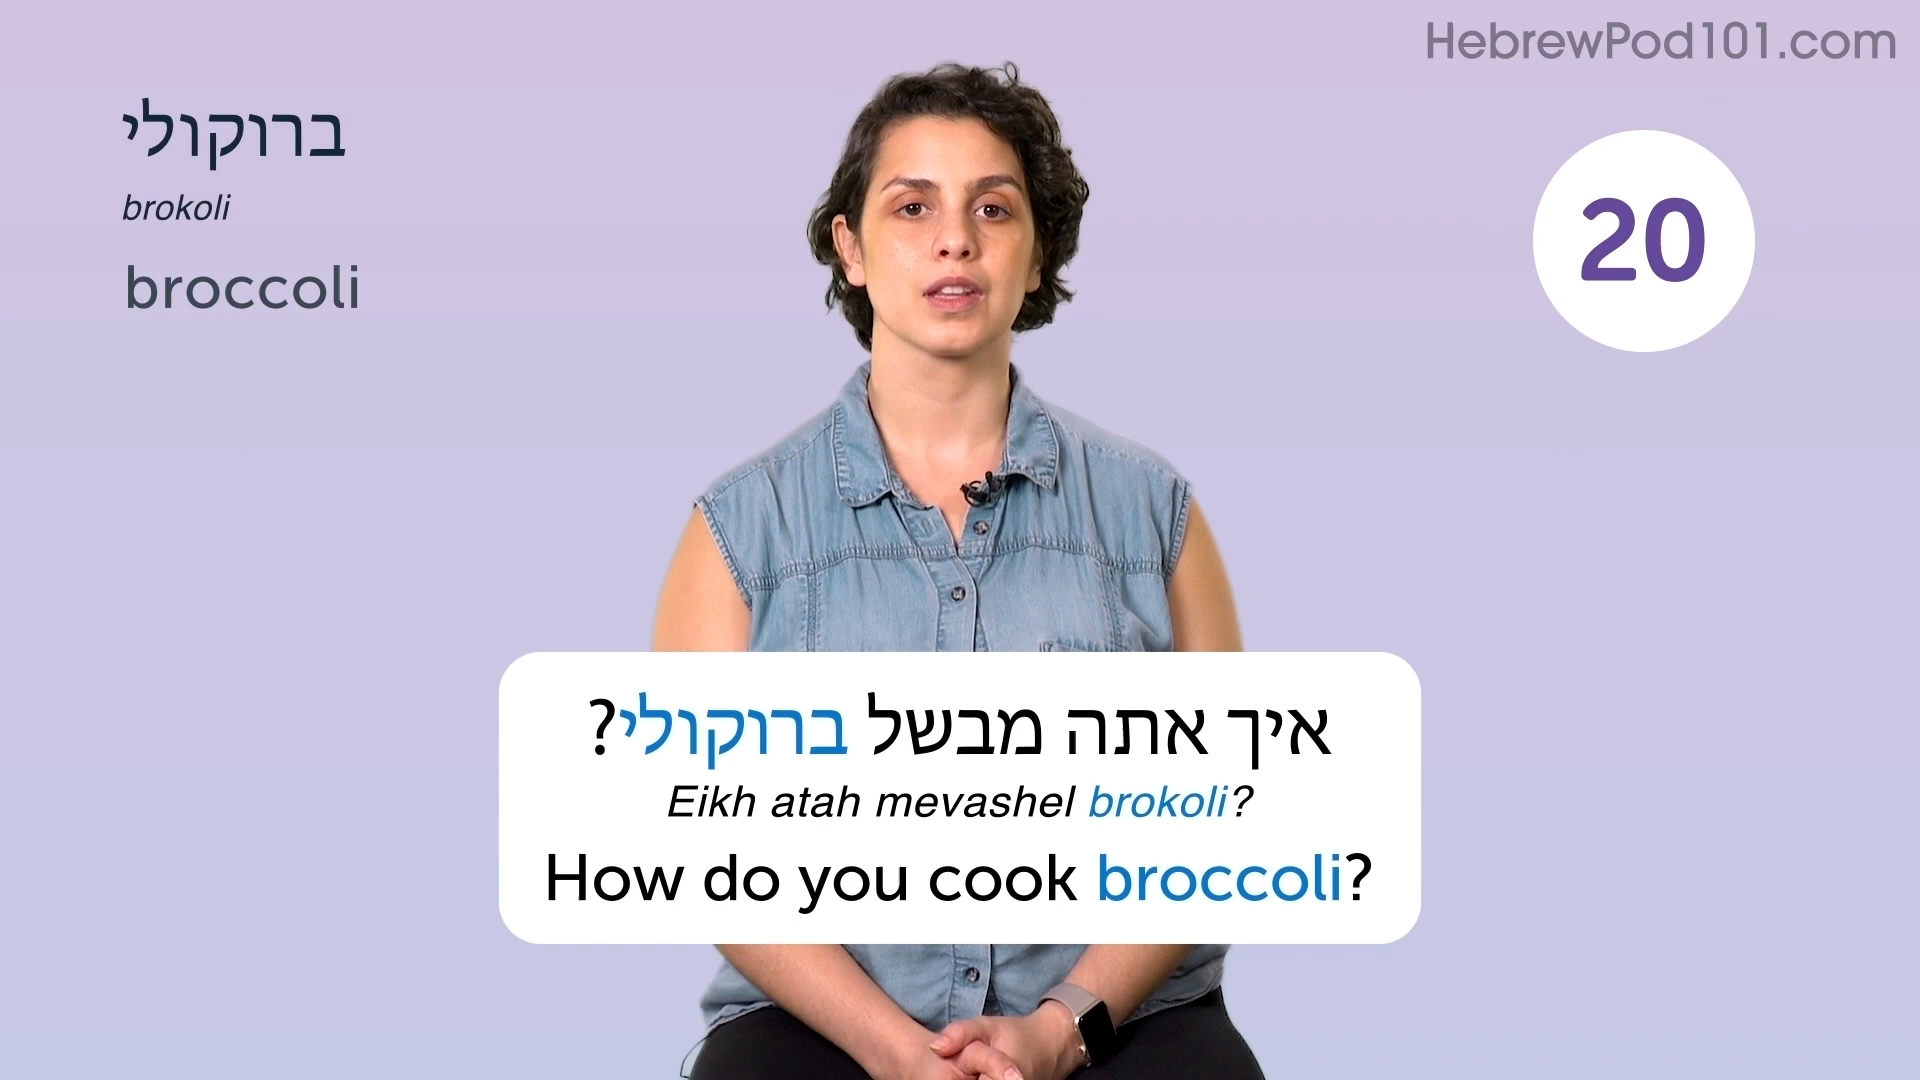 HebrewPod101.com
ברוקולי
brokoli
broccoli
20
איך אתה מבשל ברוקולי?
Eikh atah mevashel brokoli?
How do you cook broccoli?